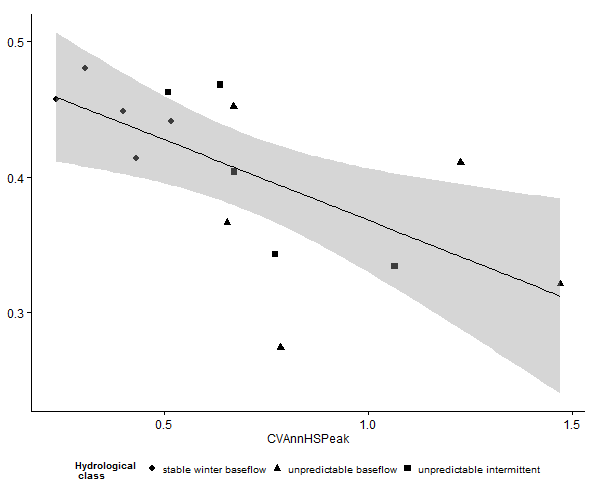 0.5
0.4
0.3
0.5 1.0 1.5
CVAnnHSPeak
Hydrological
class
stable winter baseflow unpredictable baseflow unpredictable intermittent